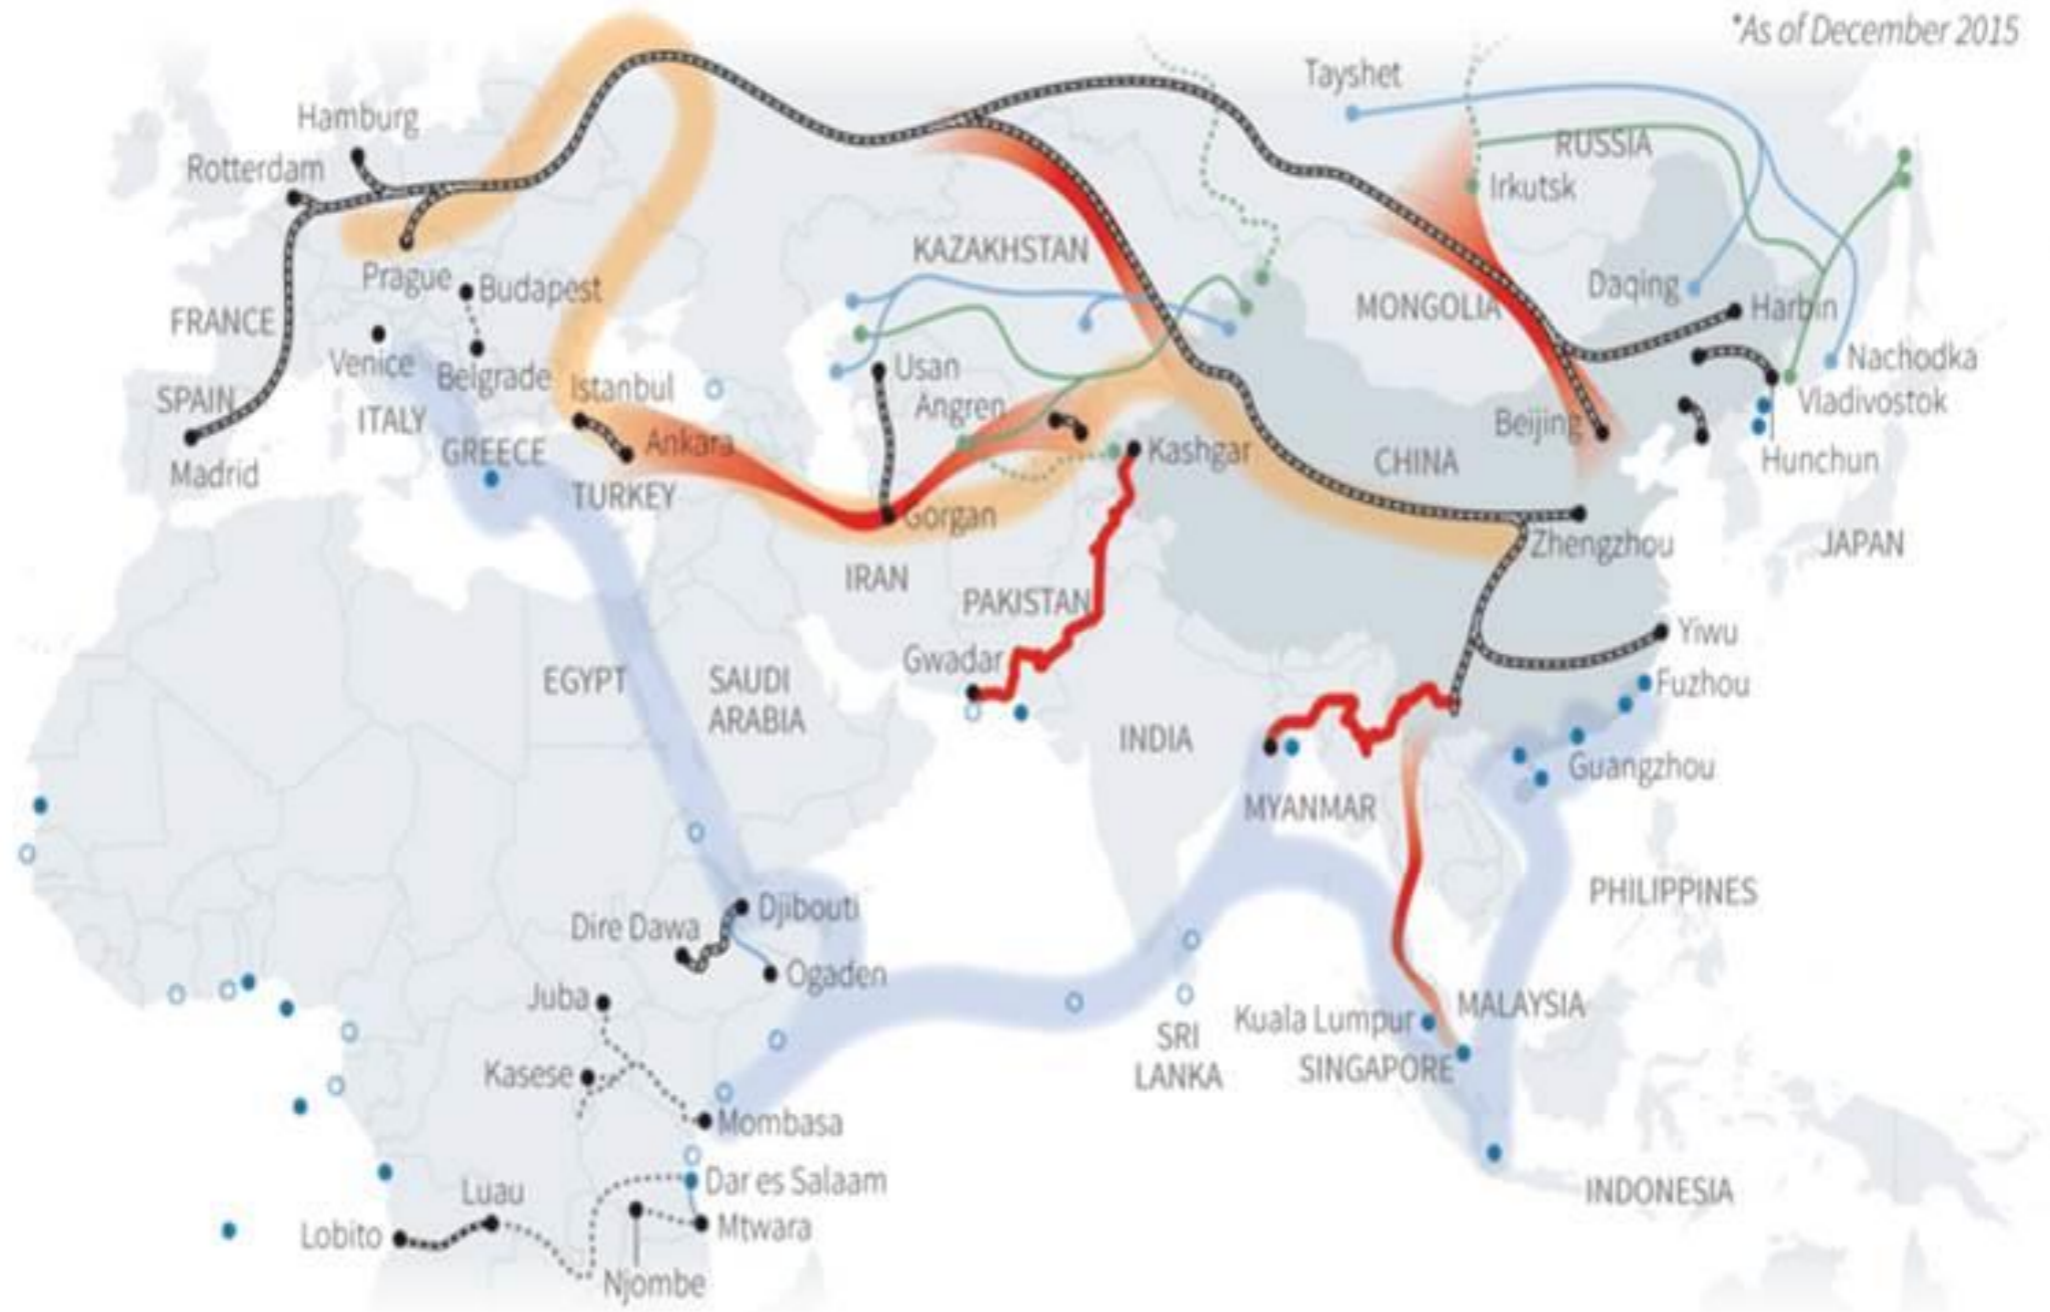 *As of December 2015
Tayshet
Hamburg
RUSSIA
Rotterdam
Irkutsk
KAZAKHSTAN
Prague
Budapest
Daqing
MONGOLIA
Harbin
FRANCE
Venice
Belgrade
Usan
Nachodka
Istanbul
SPAIN
Angren
Vladivostok
ITALY
Beijing
Ankara
GREECE
Kashgar
CHINA
Hunchun
Madrid
TURKEY
Gorgan
Zhengzhou
JAPAN
IRAN
PAKISTAN
Yiwu
Gwadar
EGYPT
SAUDI
ARABIA
Fuzhou
INDIA
Guangzhou
MYANMAR
PHILIPPINES
Djibouti
Dire Dawa
Ogaden
Juba
MALAYSIA
Kuala Lumpur
SRI
LANKA
SINGAPORE
Kasese
Mombasa
Dar es Salaam
Luau
INDONESIA
Mtwara
Lobito
Njombe